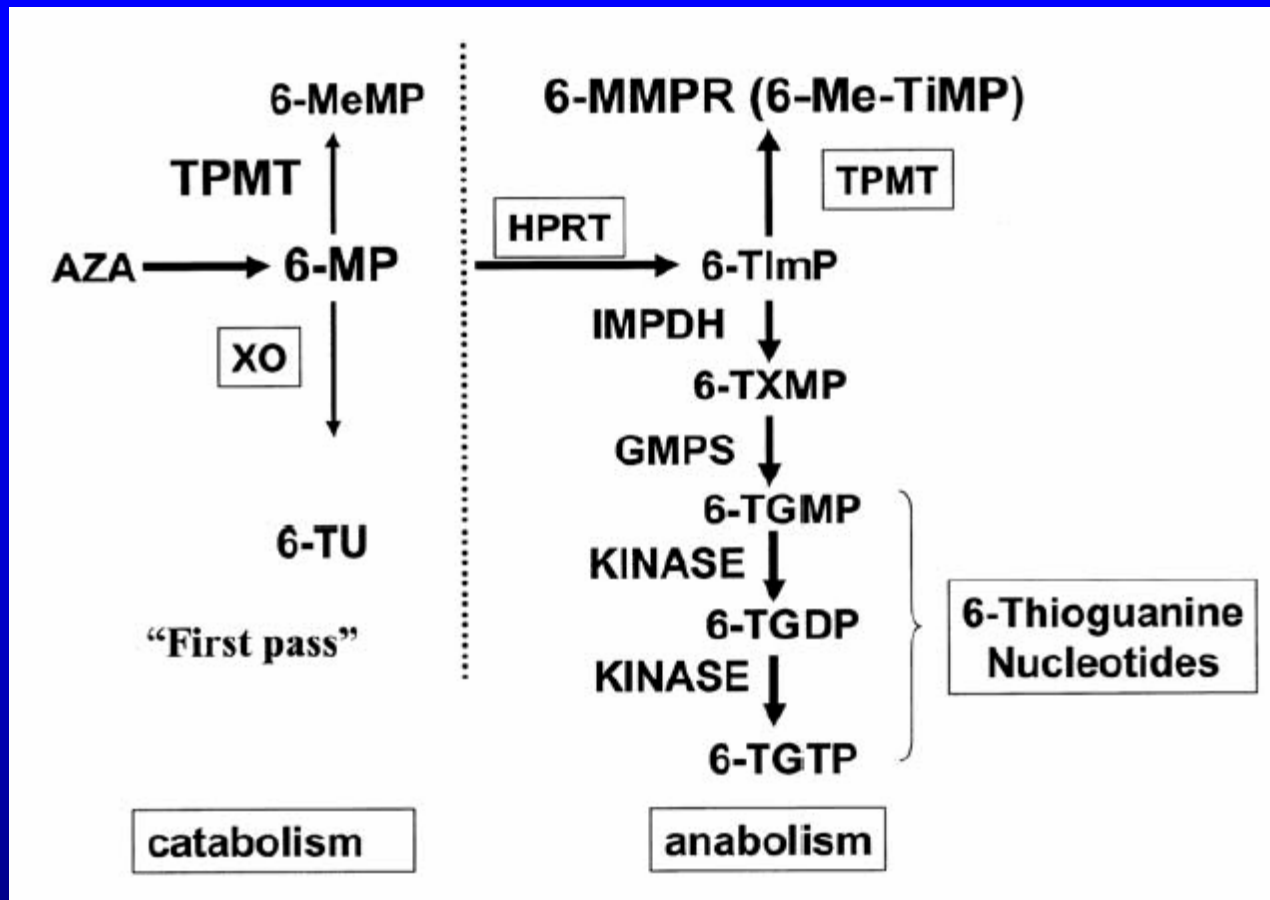 6-MeMP
TPMT
AZA
6-MP
XO
6-TU
“First pass”
catabolism
6-MMPR (6-Me-TiMP)
TPMT
HPRT
6-TImP
IMPDH
6-TXMP
GMPS
6-TGMP
KINASE
6-TGDP
KINASE
6-TGTP
6-Thioguanine
Nucleotides
anabolism